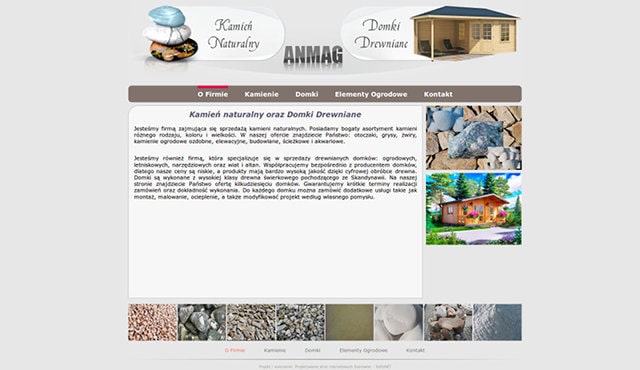 Kamień
Naturalny
ANMAG
Domki
Drewniane
O Firmie Kamienie Domki Elementy Ogrodowe Kontakt
Kamień naturalny oraz Domki Drewniane
Jesteśmy firmą zajmującą się sprzedażą kamieni naturalnych. Posiadamy bogaty asortyment kamieni
różnego rodzaju, koloru i wielkości. W naszej ofercie znajdziecie Państwo: otoczaki, grysy, żwiry,
kamienie ogrodowe ozdobne, elewacyjne, budowlane, ścieżkowe i akwariowe.
Jesteśmy również firmą, która specjalizuje się w sprzedaży drewnianych domków: ogrodowych,
letniskowych, narzędziowych oraz wiat i altan. Współpracujemy bezpośrednio z producentem domków,
dlatego nasze ceny są niskie, a produkty mają bardzo wysoką jakość dzięki cyfrowej obróbce drewna.
Domki są wykonane z wysokiej klasy drewna świerkowego pochodzącego ze Skandynawii. Na naszej
stronie znajdziecie Państwo ofertę kilkudziesięciu domków. Gwarantujemy krótkie terminy realizacji
zamówień oraz dokładność wykonania. Do każdego domku można zamówić dodatkowe usługi takie jak
montaż, malowanie, ocieplenie, a także modyfikować projekt według własnego pomysłu.
O Firmie Kamienie Domki Elementy Ogrodowe Kontakt